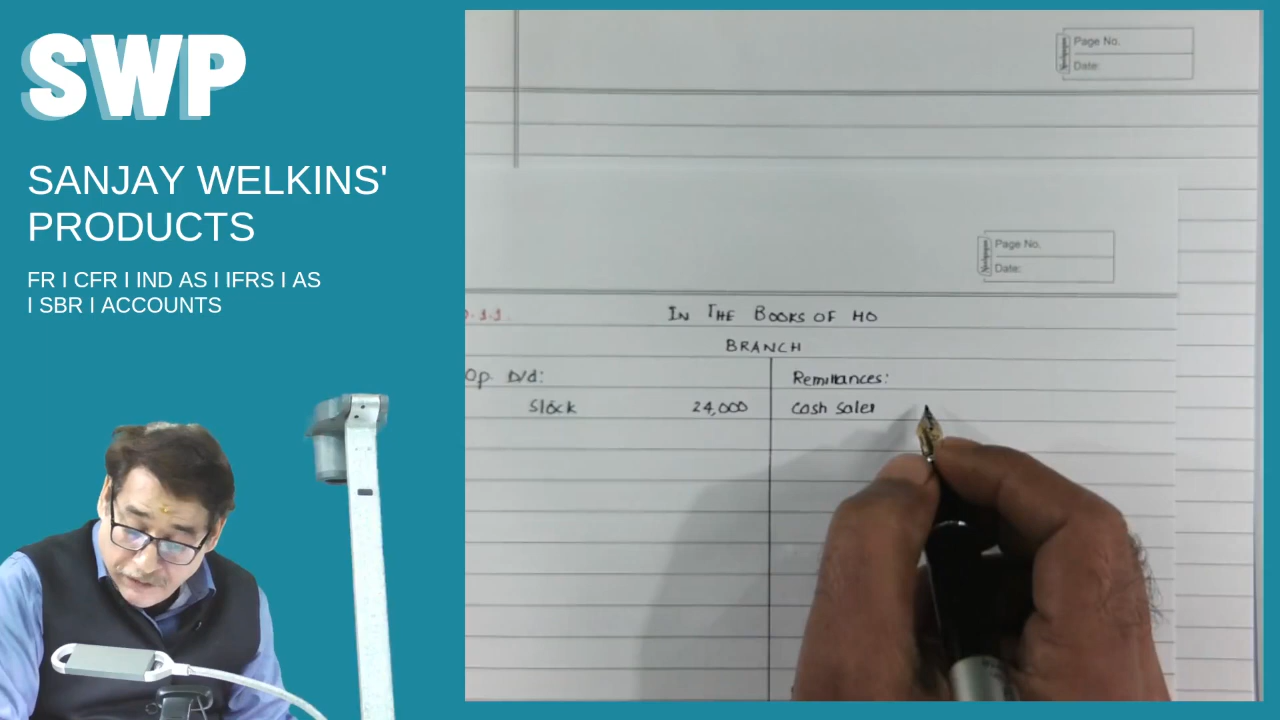 SWP
SANJAY WELKINS'
PRODUCTS
FR I CFR I IND AS I IFRS I AS
I SBR I ACCOUNTS
Page No.
Date:
Page No.
Date:
IN THE BOOKS OF HO
BRANCH
Op. b/d:
Remittances:
Stock 24,000
Cash Sales